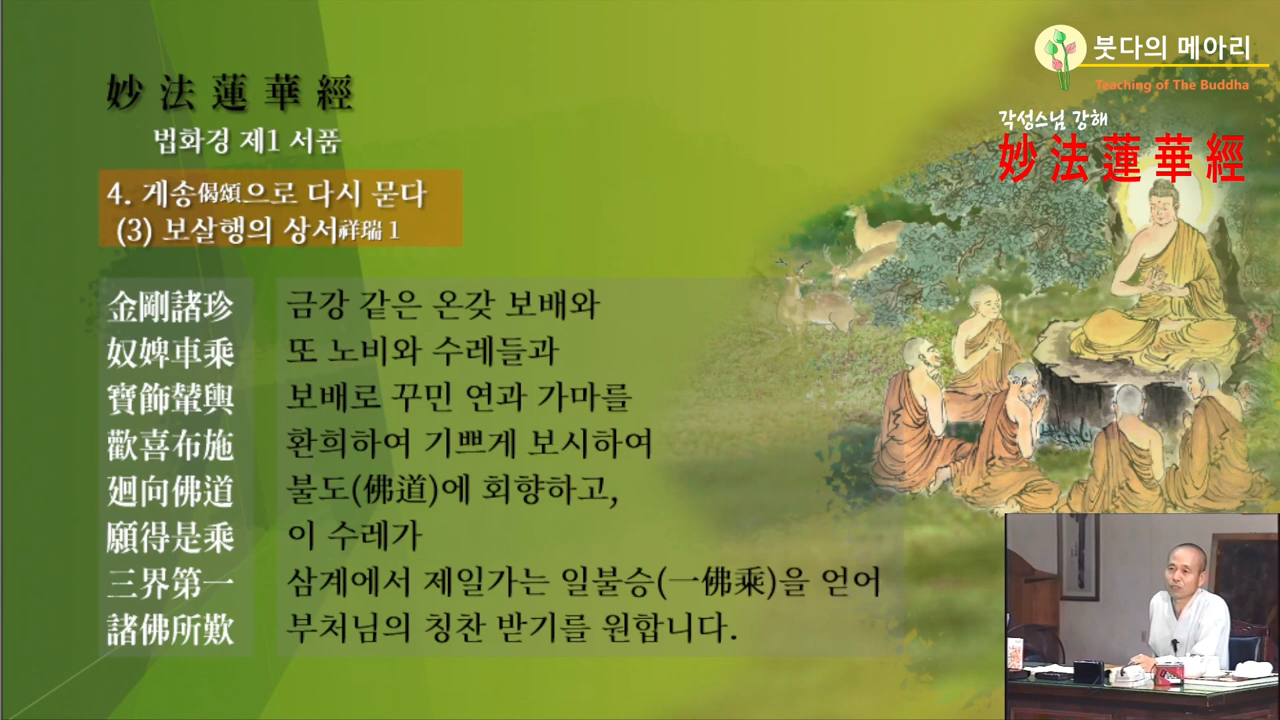 붓다의 메아리
Teaching of The Buddha
각성스님 강해
妙法蓮華經
妙法蓮華經
법화경 제1 서품
4. 게송偈頌으로 다시 묻다
(3) 보살행의 상서祥瑞 1
金剛諸珍 금강 같은 온갖 보배와
奴婢車乘 또 노비와 수레들과
寶飾輦輿 보배로 꾸민 연과 가마를
歡喜布施 환희하여 기쁘게 보시하여
廻向佛道 불도(佛道)에 회향하고,
願得是乘 이 수레가
三界第一 삼계에서 제일가는 일불승(一佛乘)을 얻어
諸佛所歎 부처님의 칭찬 받기를 원합니다.